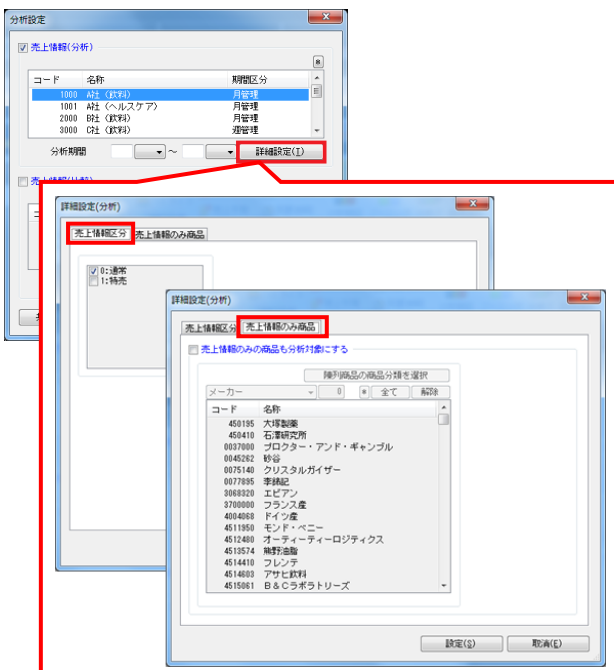 分析設定
売上情報(分析)
*
コード 名称 期間区分
1000 A社 (飲料) 月管理
1001 A社 (ヘルスケア) 月管理
2000 B社 (飲料) 月管理
3000 C社 (飲料) 週管理
分析期間 ～ 詳細設定(I)
詳細設定(分析)
売上情報区分 売上情報のみ商品
0:通常
1:特売
詳細設定(分析)
売上情報区分 売上情報のみ商品
売上情報のみの商品も分析対象にする
陳列商品の商品分類を選択
メーカー 0 * 全て 解除
コード 名称
450195 大塚製薬
450410 石澤研究所
0037000 プロクター・アンド・ギャンブル
0045262 砂谷
0075140 クリスタルガイザー
0077895 李錦記
3068320 エビアン
3700000 フランス産
4004068 ドイツ産
4511950 モンド・ペニー
4512480 オーティーティーロジティクス
4513574 熊野油脂
4514410 フレンテ
4514603 アサヒ飲料
4515061 B＆Cラボラトリーズ
設定(S) 取消(E)